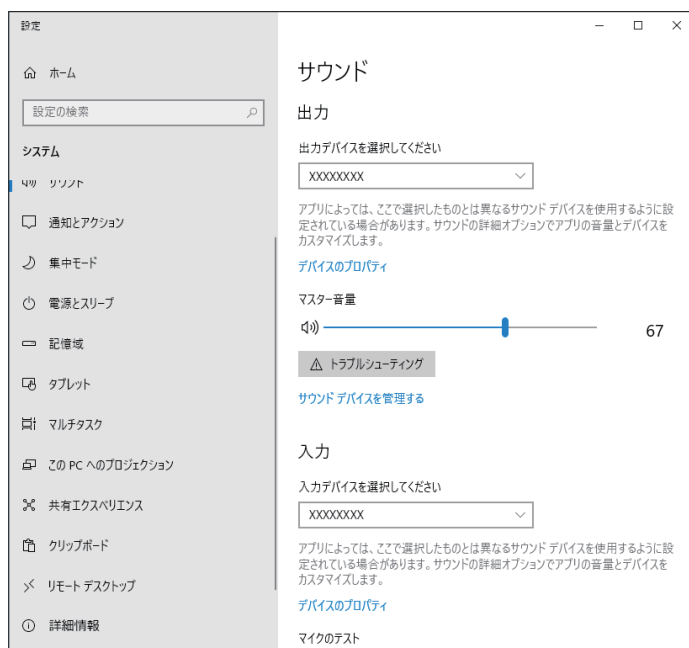 設定
ホーム
設定の検索
システム
サウンド
通知とアクション
集中モード
電源とスリープ
記憶域
タブレット
マルチタスク
この PC へのプロジェクション
共有エクスペリエンス
クリップボード
リモート デスクトップ
詳細情報
サウンド
出力
出力デバイスを選択してください
XXXXXXXX
アプリによっては、ここで選択したものとは異なるサウンド デバイスを使用するように設
定されている場合があります。サウンドの詳細オプションでアプリの音量とデバイスを
カスタマイズします。
デバイスのプロパティ
マスター音量
67
トラブルシューティング
サウンド デバイスを管理する
入力
入力デバイスを選択してください
XXXXXXXX
アプリによっては、ここで選択したものとは異なるサウンド デバイスを使用するように設
定されている場合があります。サウンドの詳細オプションでアプリの音量とデバイスを
カスタマイズします。
デバイスのプロパティ
マイクのテスト